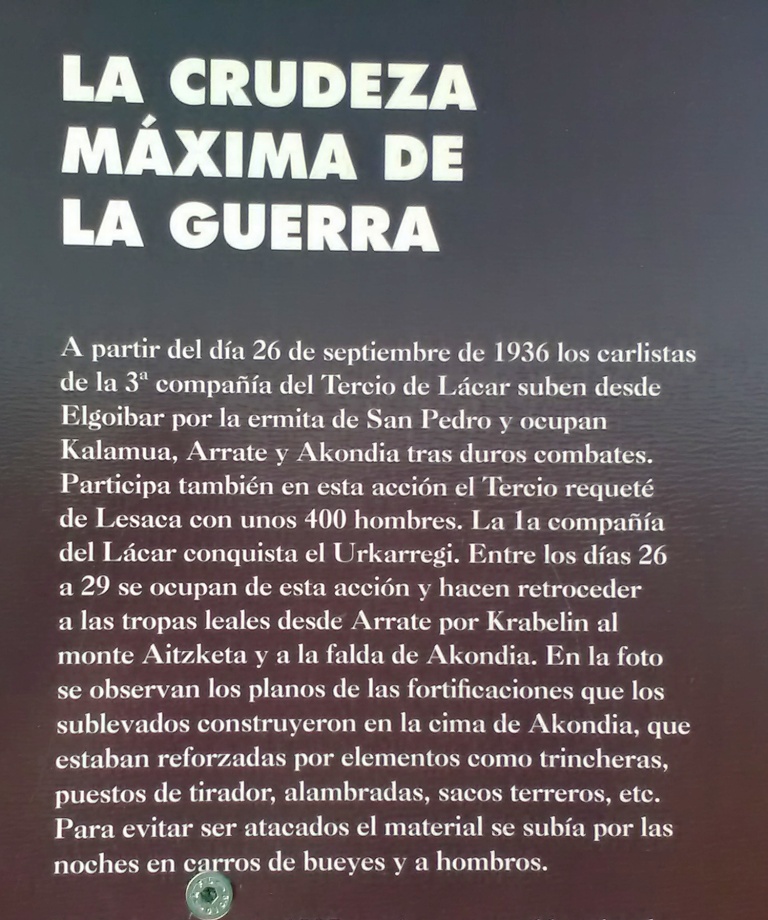 LA CRUDEZA
MÁXIMA DE
LA GUERRA
A partir del día 26 de septiembre de 1936 los carlistas
de la 3ª compañía del Tercio de Lácar suben desde
Elgoibar por la ermita de San Pedro y ocupan
Kalamua, Arrate y Akondia tras duros combates.
Participa también en esta acción el Tercio requeté
de Lesaca con unos 400 hombres. La 1a compañía
del Lácar conquista el Urkarregi. Entre los días 26
a 29 se ocupan de esta acción y hacen retroceder
a las tropas leales desde Arrate por Krabelin al
monte Aitzketa y a la falda de Akondia. En la foto
se observan los planos de las fortificaciones que los
sublevados construyeron en la cima de Akondia, que
estaban reforzadas por elementos como trincheras,
puestos de tirador, alambradas, sacos terreros, etc.
Para evitar ser atacados el material se subía por las
noches en carros de bueyes y a hombros.